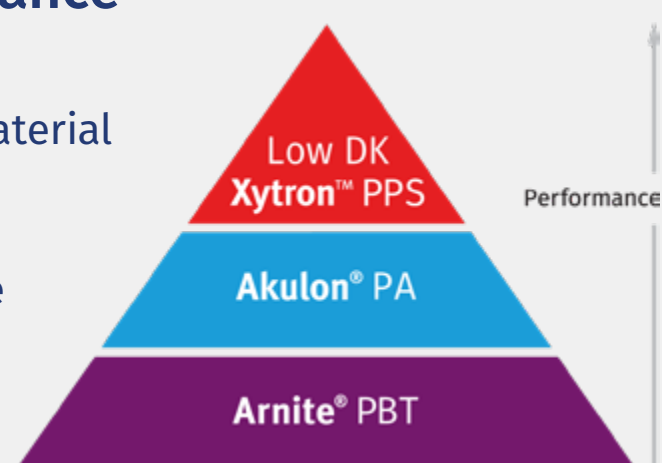 Low DK
Xytron™ PPS
Performance
Akulon® PA
Arnite® PBT